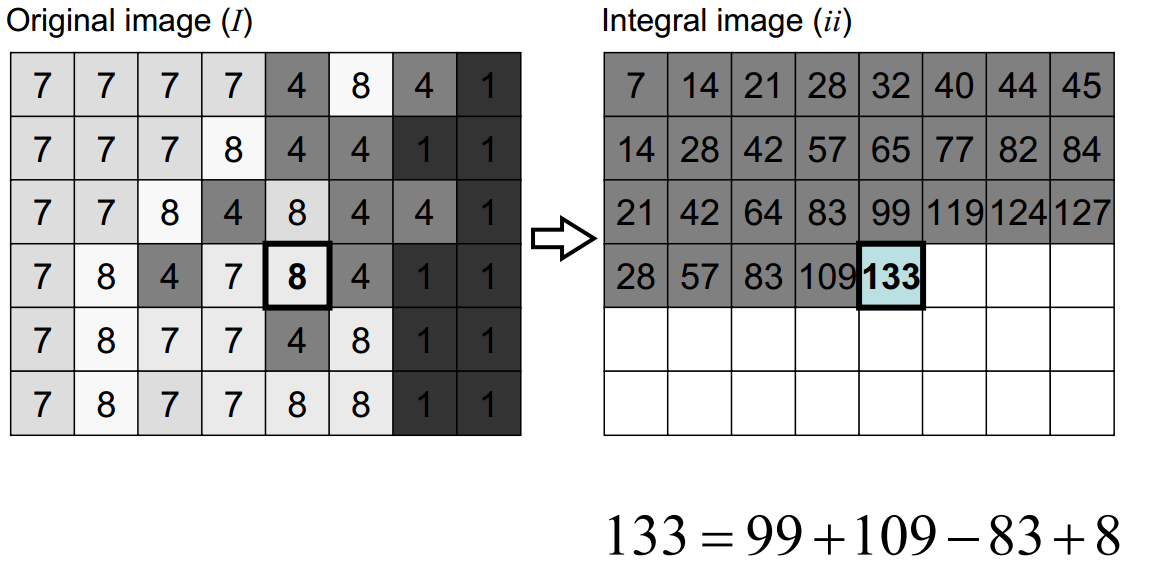 Original image (I)
Integral image (ii)
7 7 7 7 4 8 4 1
7 7 7 8 4 4 1 1
7 7 8 4 8 4 4 1
7 8 4 7 8 4 1 1
7 8 7 7 4 8 1 1
7 8 7 7 8 8 1 1
7 14 21 28 32 40 44 45
14 28 42 57 65 77 82 84
21 42 64 83 99 119 124 127
28 57 83 109 133
133 = 99 + 109 − 83 + 8